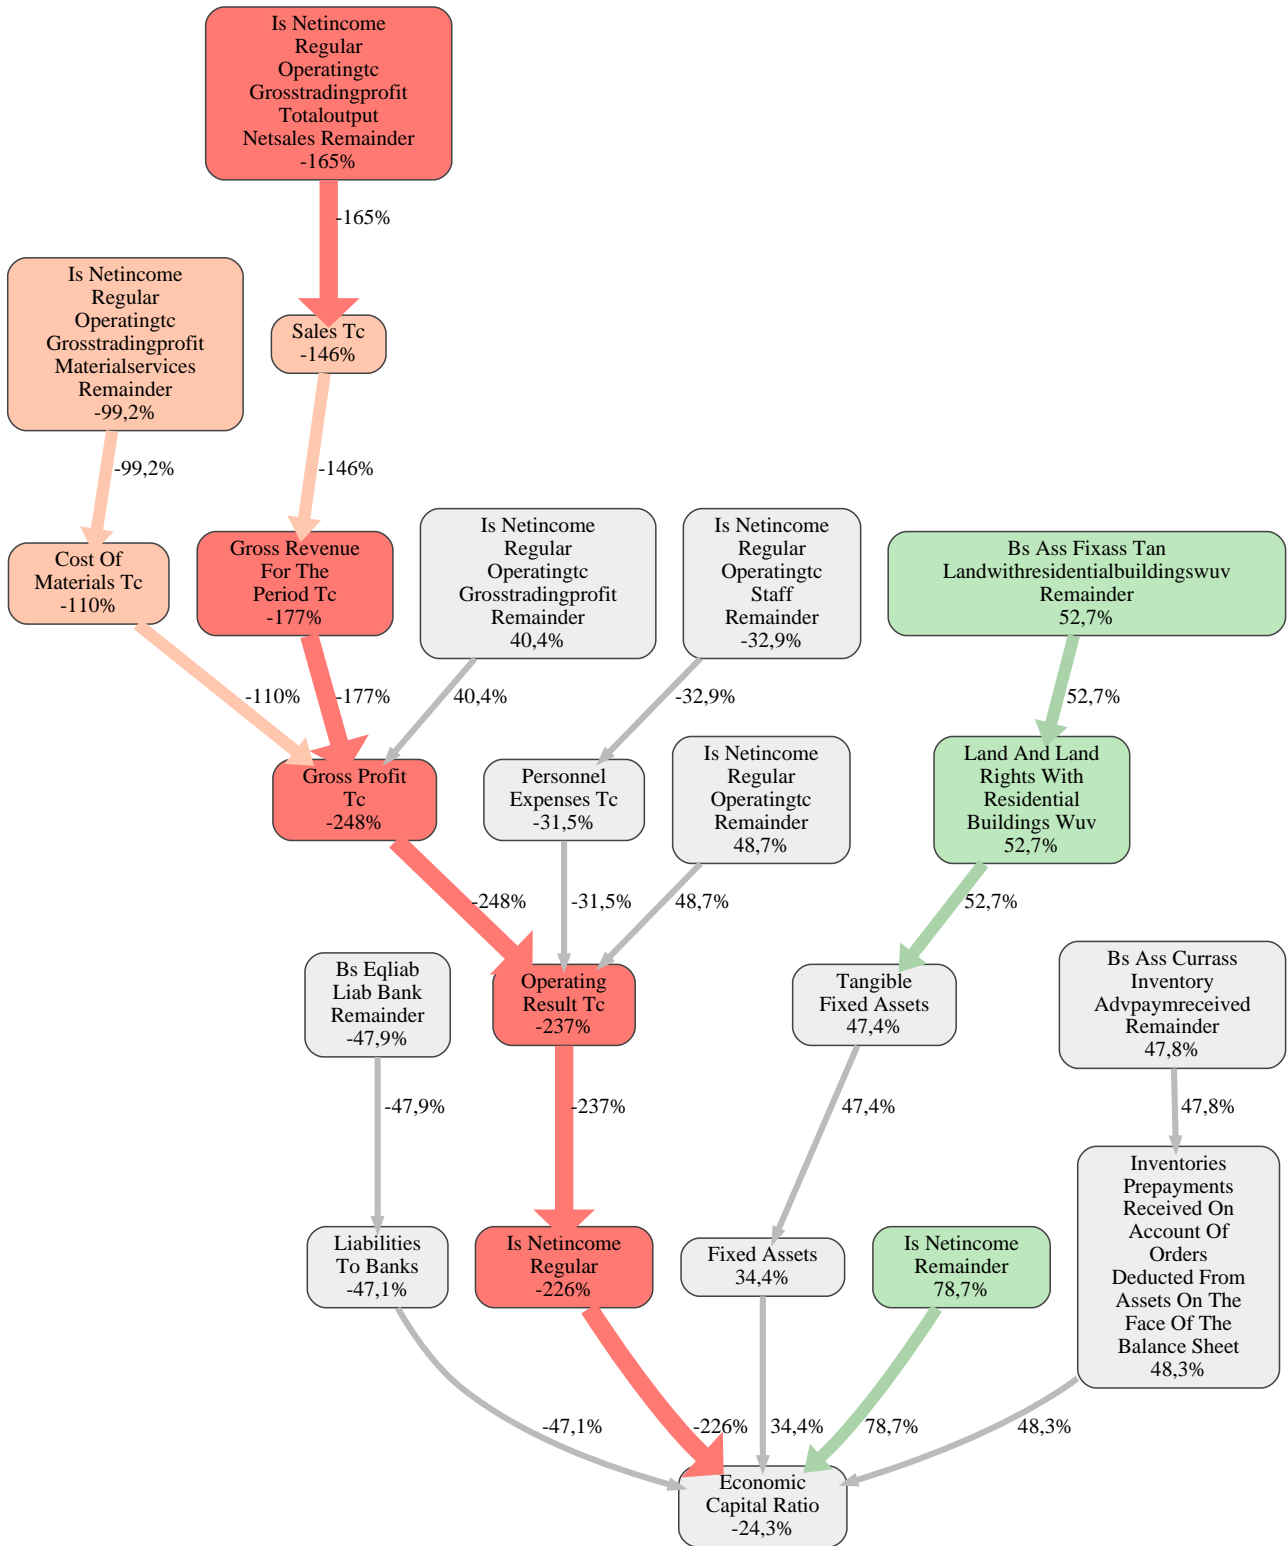 Is Netincome
Regular
Operatingtc
Grosstradingprofit
Totaloutput
Netsales Remainder
-165%
-165%
Is Netincome
Regular
Operatingtc
Grosstradingprofit
Materialservices
Remainder
-99,2%
Sales Tc
-146%
-99,2%
-146%
Cost Of
Materials Tc
-110%
Gross Revenue
For The
Period Tc
-177%
Is Netincome
Regular
Operatingtc
Grosstradingprofit
Remainder
40,4%
Is Netincome
Regular
Operatingtc
Staff
Remainder
-32,9%
Bs Ass Fixass Tan
Landwithresidentialbuildingswuv
Remainder
52,7%
-110%
-177%
40,4%
-32,9%
52,7%
Gross Profit
Tc
-248%
Personnel
Expenses Tc
-31,5%
Is Netincome
Regular
Operatingtc
Remainder
48,7%
Land And Land
Rights With
Residential
Buildings Wuv
52,7%
-248%
-31,5%
48,7%
52,7%
Bs Eqliab
Liab Bank
Remainder
-47,9%
Operating
Result Tc
-237%
Tangible
Fixed Assets
47,4%
Bs Ass Currass
Inventory
Advpaymreceived
Remainder
47,8%
-47,9%
-237%
47,4%
47,8%
Liabilities
To Banks
-47,1%
Is Netincome
Regular
-226%
Fixed Assets
34,4%
Is Netincome
Remainder
78,7%
Inventories
Prepayments
Received On
Account Of
Orders
Deducted From
Assets On The
Face Of The
Balance Sheet
48,3%
-47,1%
-226%
34,4%
78,7%
48,3%
Economic
Capital Ratio
-24,3%